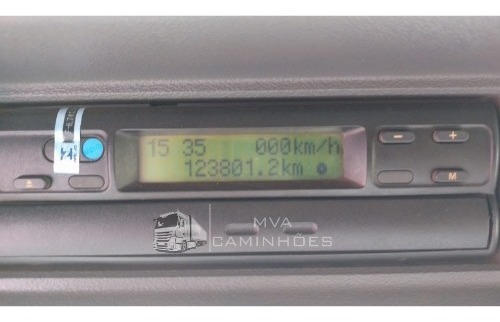 15 35 000km/h
123801.2km
- +
M
MVA
CAMINHÕES